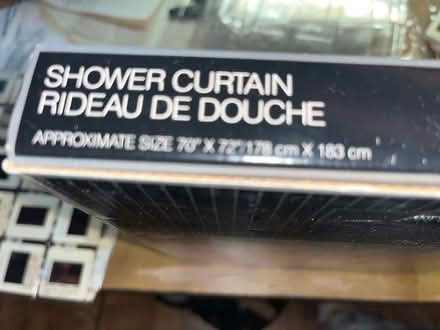 SHOWER CURTAIN
RIDEAU DE DOUCHE
APPROXIMATE SIZE 70" X 72"/178 cm X 183 cm